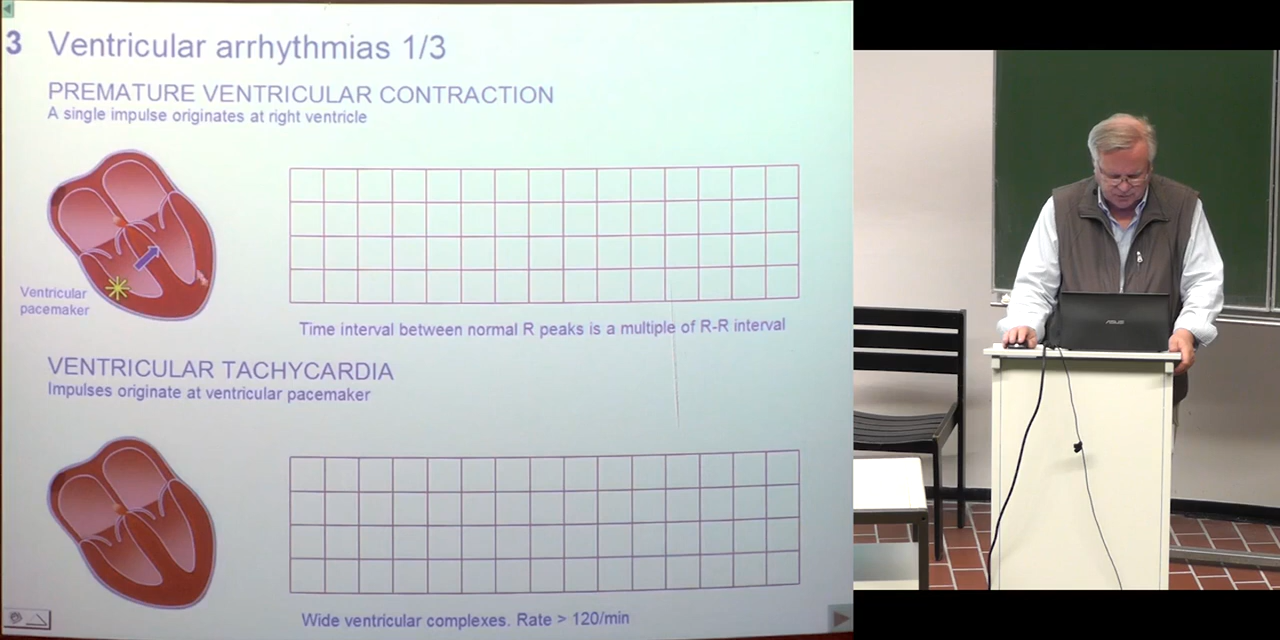 3 Ventricular arrhythmias 1/3
PREMATURE VENTRICULAR CONTRACTION
A single impulse originates at right ventricle
Ventricular
pacemaker
Time interval between normal R peaks is a multiple of R-R interval
VENTRICULAR TACHYCARDIA
Impulses originate at ventricular pacemaker
Wide ventricular complexes. Rate > 120/min
ASUS